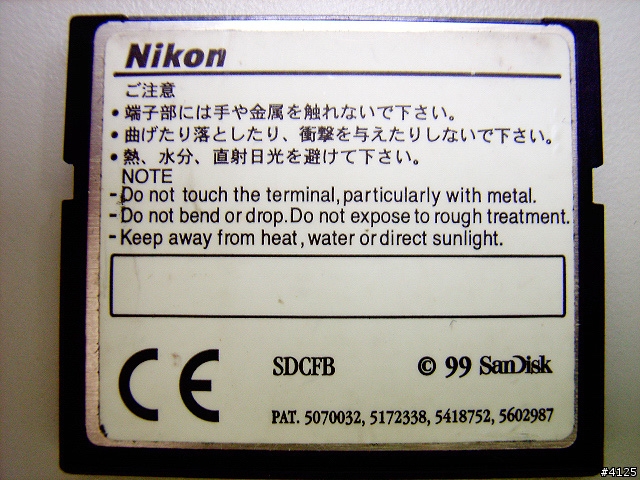 Nikon
ご注意
• 端子部には手や金属を触れないで下さい。
• 曲げたり落としたり、衝撃を与えたりしないで下さい。
• 熱、水分、直射日光を避けて下さい。
NOTE
-Do not touch the terminal, particularly with metal.
-Do not bend or drop. Do not expose to rough treatment.
-Keep away from heat, water or direct sunlight.
CE SDCFB © 99 SanDisk
PAT. 5070032, 5172338, 5418752, 5602987
#4125